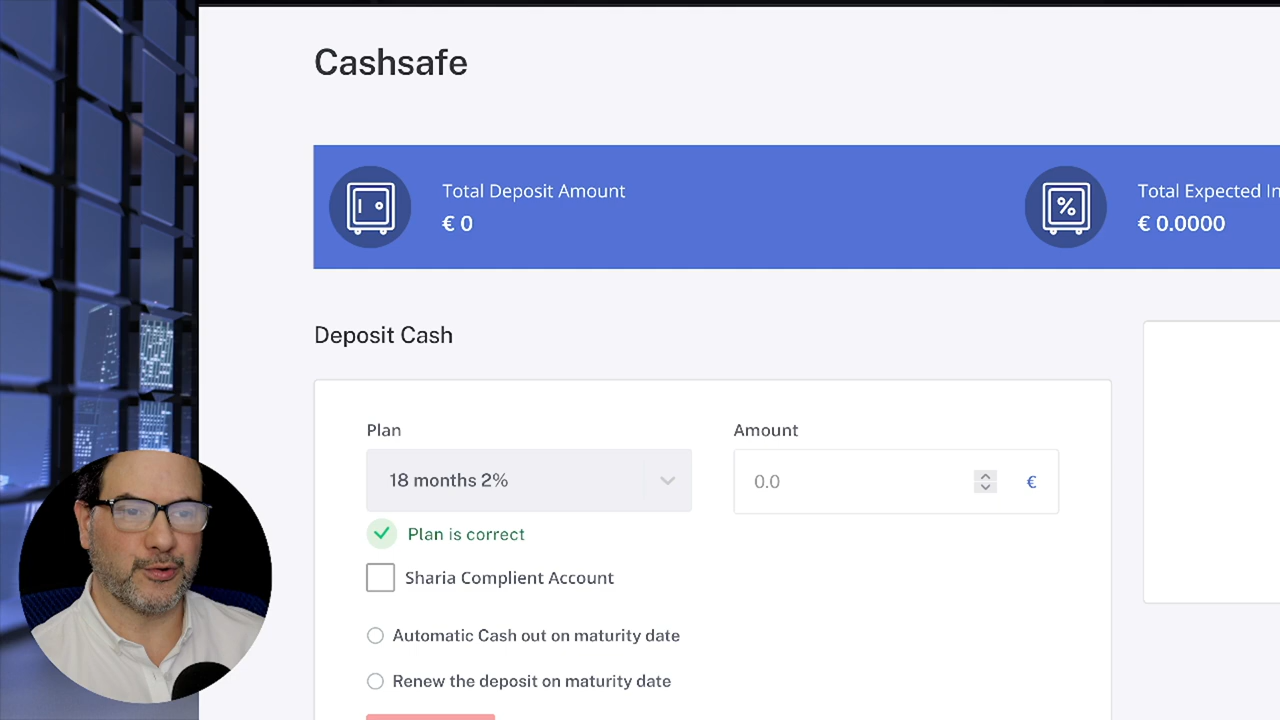 Cashsafe
Total Deposit Amount
€ 0
Total Expected In
€ 0.0000
Deposit Cash
Plan
Amount
18 months 2%
0.0
€
Plan is correct
Sharia Complient Account
Automatic Cash out on maturity date
Renew the deposit on maturity date